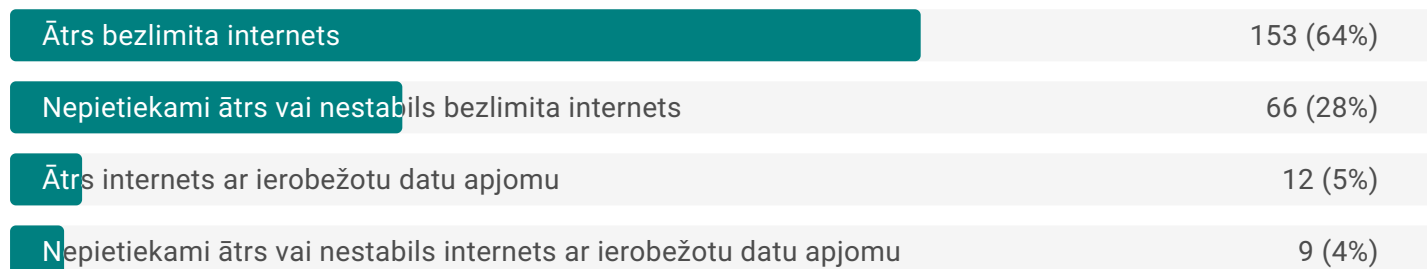 Ātrs bezlimita internets 153 (64%)
Nepietiekami ātrs vai nestabils bezlimita internets 66 (28%)
Ātrs internets ar ierobežotu datu apjomu 12 (5%)
Nepietiekami ātrs vai nestabils internets ar ierobežotu datu apjomu 9 (4%)